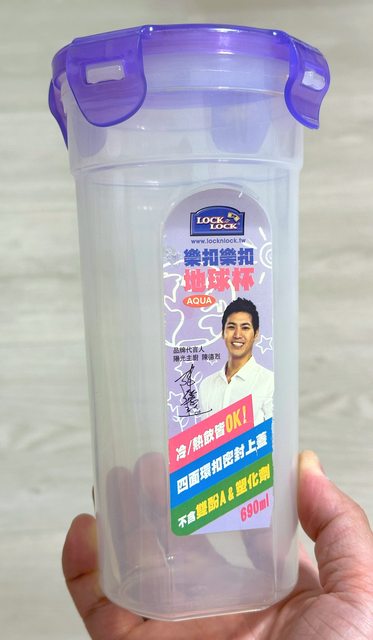 LOCK & LOCK
www.locknlock.tw
樂扣樂扣
地球杯
AQUA
品牌代言人
陽光主廚 陳德烈
冷/熱飲皆OK!
四面環扣密封上蓋
不含雙酚A & 塑化劑
690ml